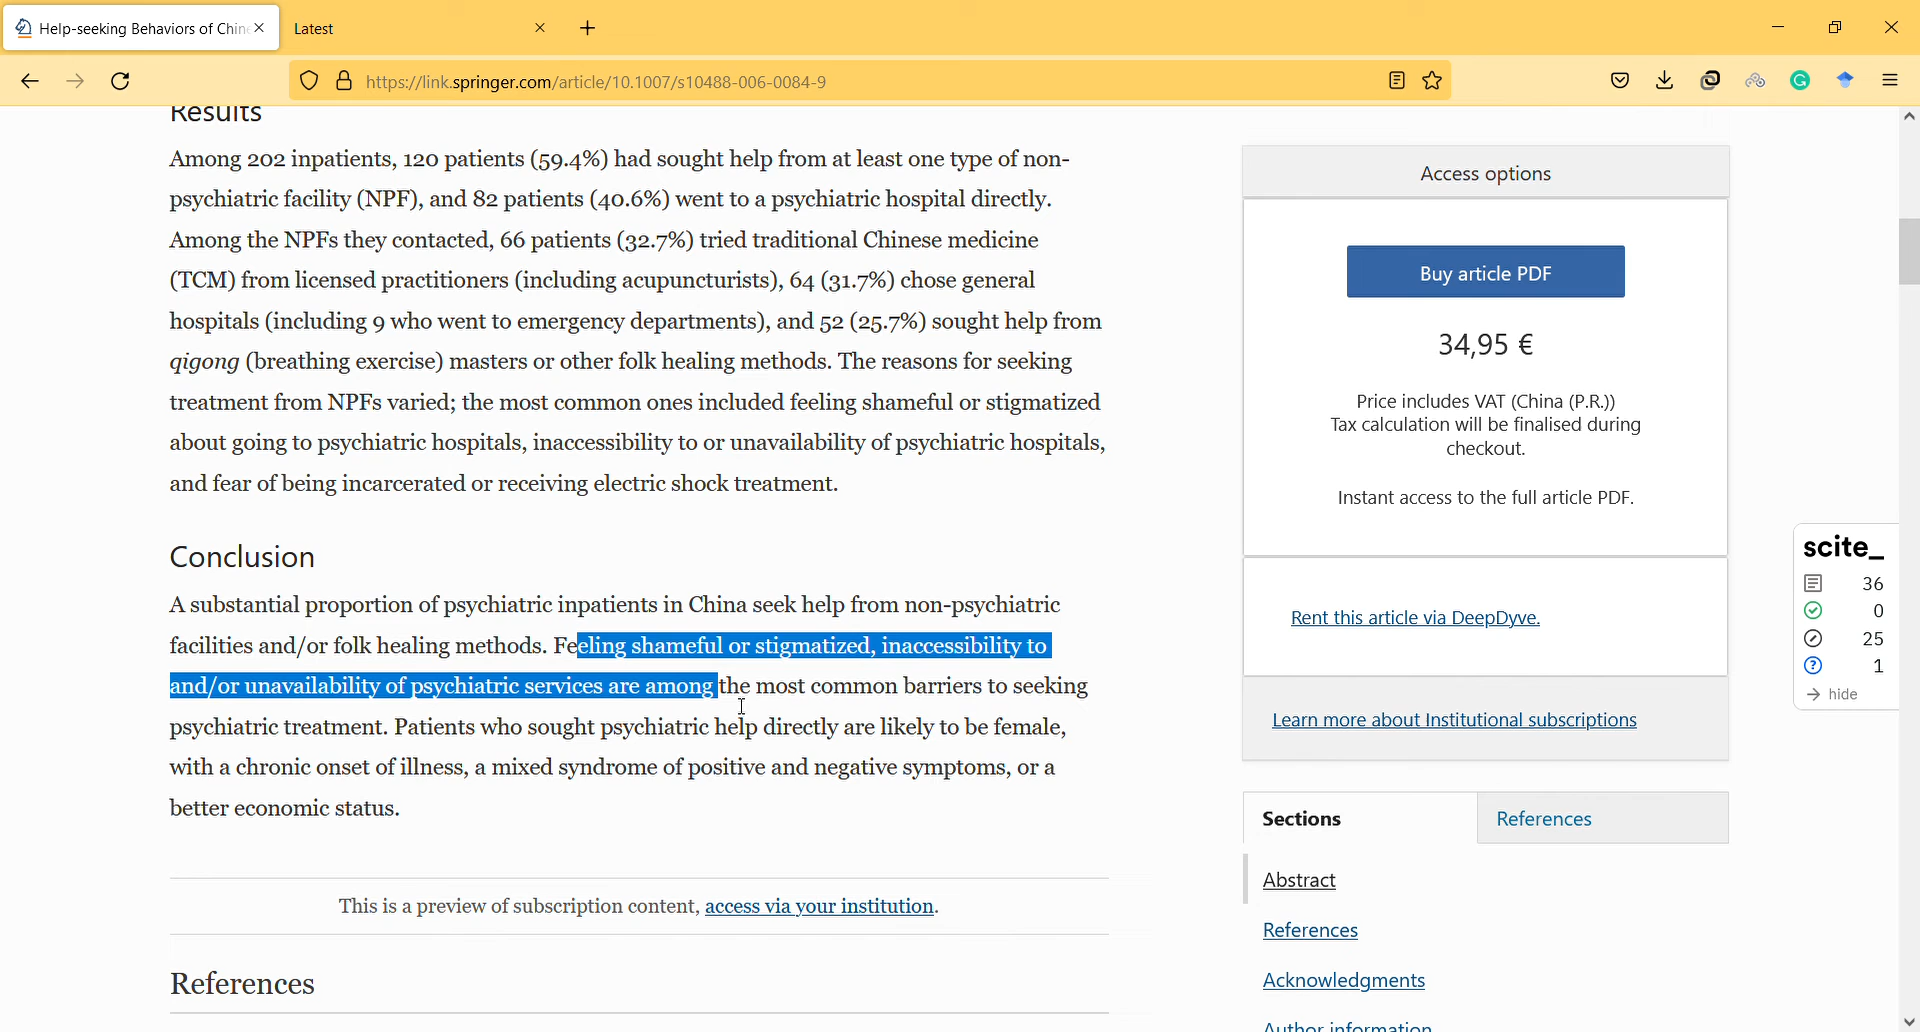 Help-seeking Behaviors of Chin
Latest
https://link.springer.com/article/10.1007/s10488-006-0084-9
Results
Among 202 inpatients, 120 patients (59.4%) had sought help from at least one type of non-
psychiatric facility (NPF), and 82 patients (40.6%) went to a psychiatric hospital directly.
Among the NPFs they contacted, 66 patients (32.7%) tried traditional Chinese medicine
(TCM) from licensed practitioners (including acupuncturists), 64 (31.7%) chose general
hospitals (including 9 who went to emergency departments), and 52 (25.7%) sought help from
qigong (breathing exercise) masters or other folk healing methods. The reasons for seeking
treatment from NPFs varied; the most common ones included feeling shameful or stigmatized
about going to psychiatric hospitals, inaccessibility to or unavailability of psychiatric hospitals,
and fear of being incarcerated or receiving electric shock treatment.
Conclusion
A substantial proportion of psychiatric inpatients in China seek help from non-psychiatric
facilities and/or folk healing methods. Feeling shameful or stigmatized, inaccessibility to
and/or unavailability of psychiatric services are among the most common barriers to seeking
psychiatric treatment. Patients who sought psychiatric help directly are likely to be female,
with a chronic onset of illness, a mixed syndrome of positive and negative symptoms, or a
better economic status.
This is a preview of subscription content, access via your institution.
References
Access options
Buy article PDF
34,95 €
Price includes VAT (China (P.R.))
Tax calculation will be finalised during
checkout.
Instant access to the full article PDF.
Rent this article via DeepDyve.
Learn more about Institutional subscriptions
Sections
References
Abstract
References
Acknowledgments
Author information
scite_
36
0
25
1
hide